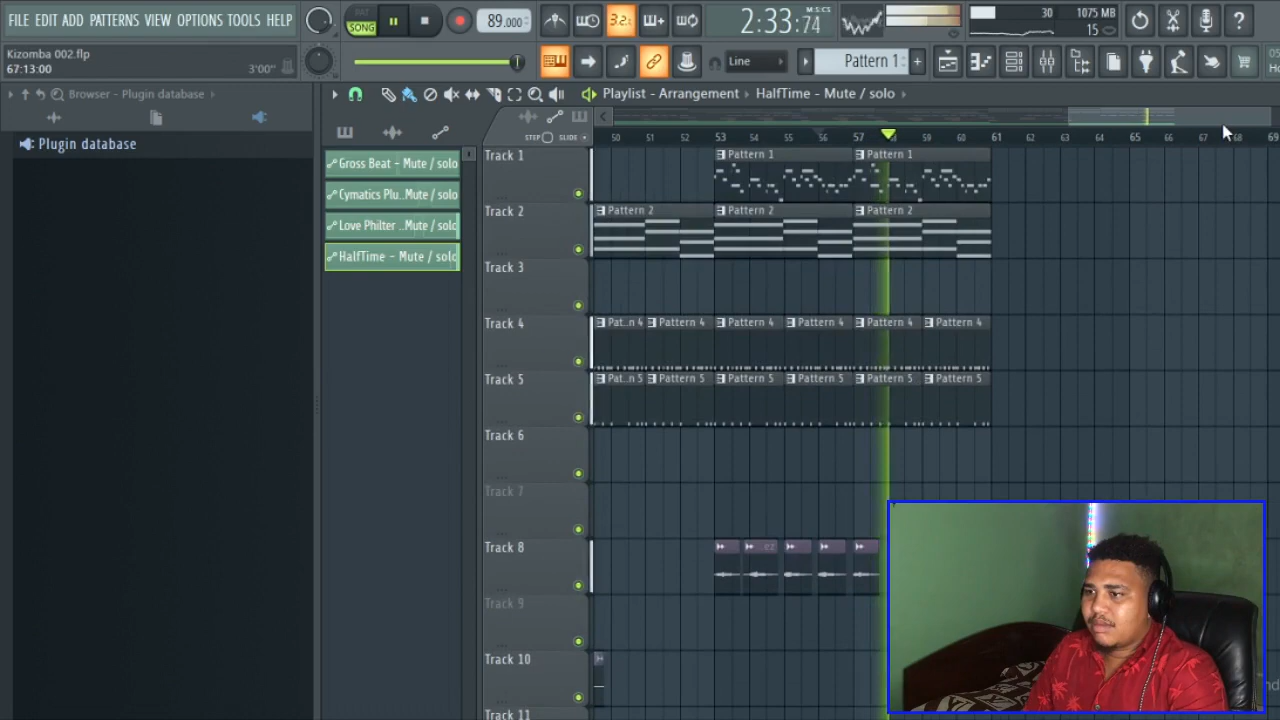 FILE EDIT ADD PATTERNS VIEW OPTIONS TOOLS HELP
PAT
SONG
89.000
3.2.
2:33:74
M:S:CS
30
1075 MB
15
Kizomba 002.flp
67:13:00
3'00"
Line
Pattern 1
Browser - Plugin database
Plugin database
Playlist - Arrangement
HalfTime - Mute / solo
STEP
SLIDE
50 51 52 53 54 55 56 57 58 59 60 61 62 63 64 65 66 67 68 69
Gross Beat - Mute / solo
Cymatics Plu..Mute / solo
Love Philter ..Mute / solo
HalfTime - Mute / solo
Track 1
Pattern 1
Pattern 1
Track 2
Pattern 2
Pattern 2
Pattern 2
Track 3
Track 4
Pat..n 4
Pattern 4
Pattern 4
Pattern 4
Pattern 4
Pattern 4
Track 5
Pat..n 5
Pattern 5
Pattern 5
Pattern 5
Pattern 5
Pattern 5
Track 6
Track 7
Track 8
Track 9
Track 10
Track 11